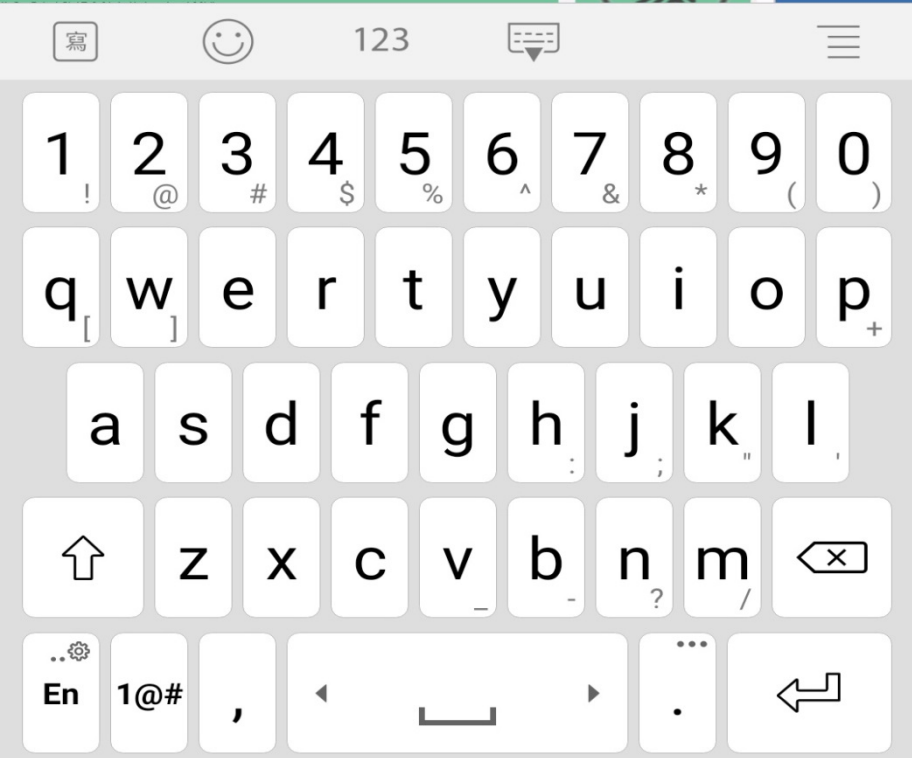 寫 123
1 2 3 4 5 6 7 8 9 0
! @ # $ % ^ & * ( )
q w e r t y u i o p
[ ] +
a s d f g h j k l
: ; " '
z x c v b n m
_ - ? /
En 1@# , .